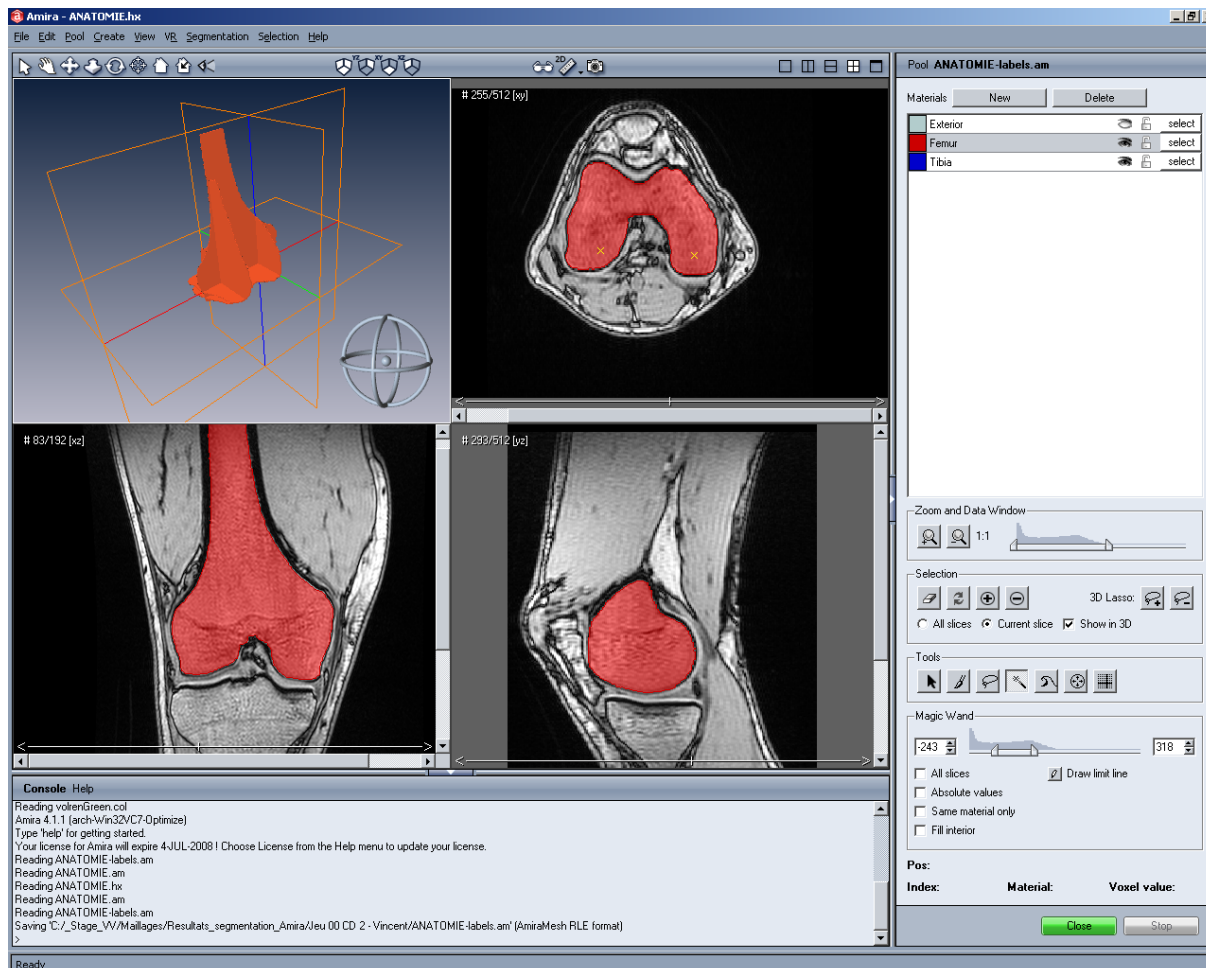 Amira - ANATOMIE.hx
File Edit Pool Create View VR Segmentation Selection Help
YZ XY XZ 2D
Pool ANATOMIE-labels.am
Materials New Delete
Exterior select
Femur select
Tibia select
# 255/512 [xy]
# 83/192 [xz]
# 293/512 [yz]
Zoom and Data Window
1:1
Selection
3D Lasso:
All slices Current slice Show in 3D
Tools
Magic Wand
-243 318
All slices Draw limit line
Absolute values
Same material only
Fill interior
Pos:
Index: Material: Voxel value:
Close Stop
Console Help
Reading volrenGreen.col
Amira 4.1.1 (arch-Win32VC7-Optimize)
Type 'help' for getting started.
Your license for Amira will expire 4-JUL-2008 ! Choose License from the Help menu to update your license.
Reading ANATOMIE-labels.am
Reading ANATOMIE.am
Reading ANATOMIE.hx
Reading ANATOMIE.am
Reading ANATOMIE-labels.am
Saving 'C:/_Stage_VV/Maillages/Resultats_segmentation_Amira/Jeu 00 CD 2 - Vincent/ANATOMIE-labels.am' (AmiraMesh RLE format)
>
Ready